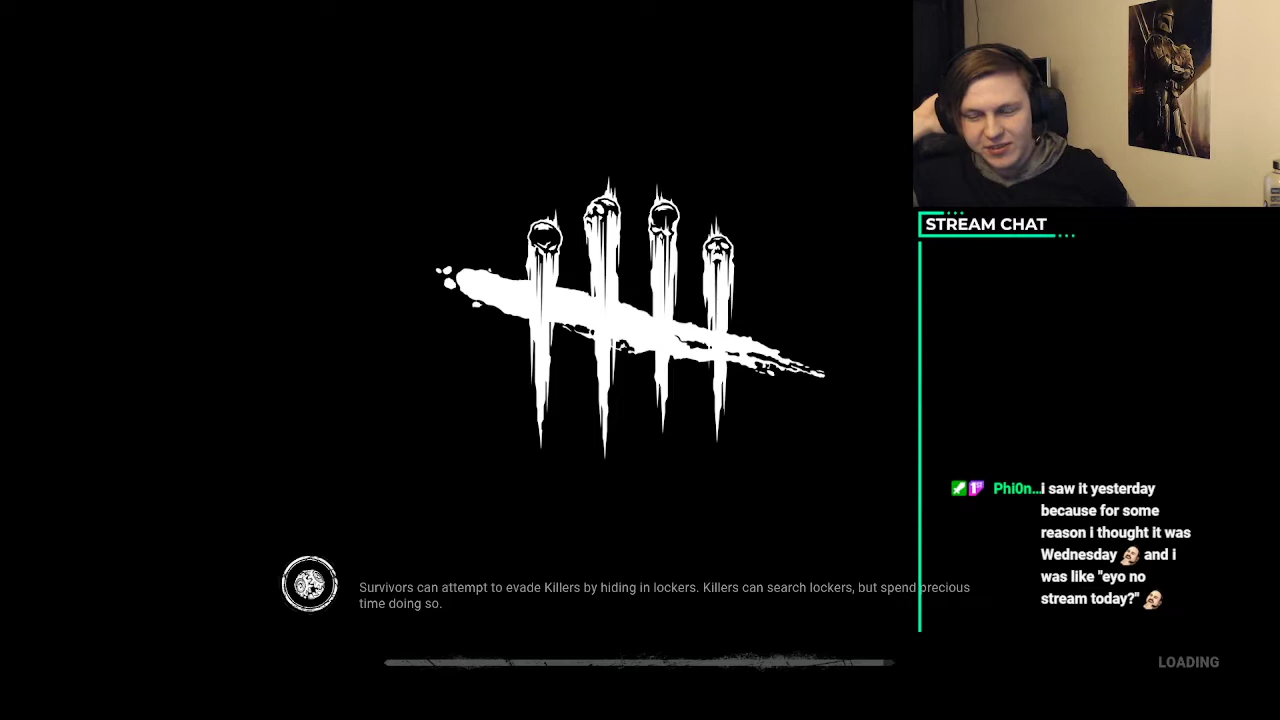 STREAM CHAT
Phi0n... i saw it yesterday
because for some
reason i thought it was
Wednesday and i
was like "eyo no
stream today?"
Survivors can attempt to evade Killers by hiding in lockers. Killers can search lockers, but spend precious
time doing so.
LOADING